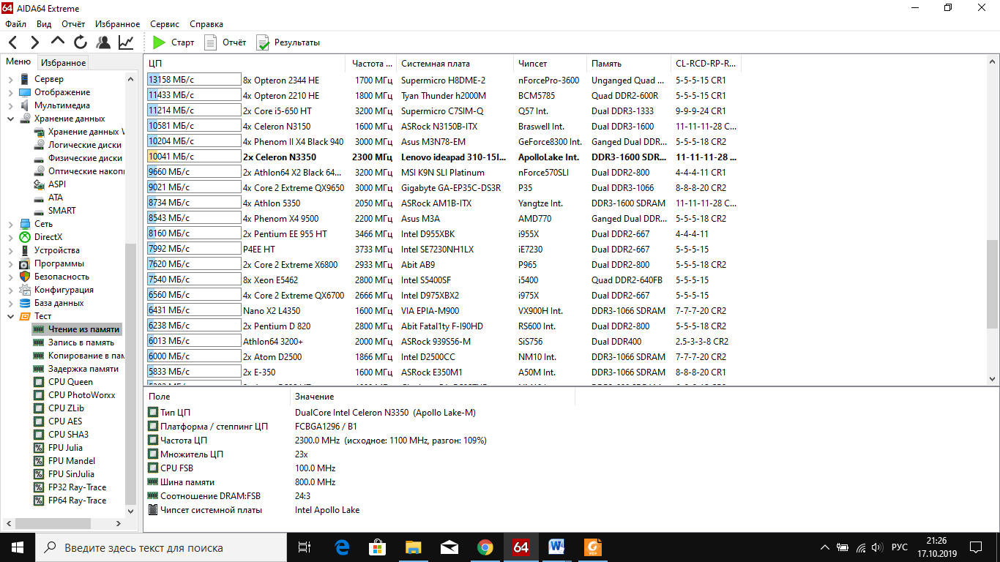 AIDA64 Extreme
Файл Вид Отчёт Избранное Сервис Справка
Старт Отчёт Результаты
Меню Избранное
Сервер
Отображение
Мультимедиа
Хранение данных
Хранение данных
Логические диски
Физические диски
Оптические накоп
ASPI
ATA
SMART
Сеть
DirectX
Устройства
Программы
Безопасность
Конфигурация
База данных
Тест
Чтение из памяти
Запись в память
Копирование в пам
Задержка памяти
CPU Queen
CPU PhotoWorxx
CPU ZLib
CPU AES
CPU SHA3
FPU Julia
FPU Mandel
FPU SinJulia
FP32 Ray-Trace
FP64 Ray-Trace
ЦП Частота ... Системная плата Чипсет Память CL-RCD-RP-R...
13158 МБ/с 8x Opteron 2344 HE 1700 МГц Supermicro H8DME-2 nForcePro-3600 Unganged Quad ... 5-5-5-15 CR1
11433 МБ/с 4x Opteron 2210 HE 1800 МГц Tyan Thunder h2000M BCM5785 Quad DDR2-600R 5-5-5-15 CR1
11214 МБ/с 2x Core i5-650 HT 3200 МГц Supermicro C7SIM-Q Q57 Int. Dual DDR3-1333 9-9-9-24 CR1
10581 МБ/с 4x Celeron N3150 1600 МГц ASRock N3150B-ITX Braswell Int. Dual DDR3-1600 11-11-11-28 C...
10204 МБ/с 4x Phenom II X4 Black 940 3000 МГц Asus M3N78-EM GeForce8300 Int. Ganged Dual DDR... 5-5-5-18 CR2
10041 МБ/с 2x Celeron N3350 2300 МГц Lenovo ideapad 310-15I... ApolloLake Int. DDR3-1600 SDR... 11-11-11-28 ...
9660 МБ/с 2x Athlon64 X2 Black 64... 3200 МГц MSI K9N SLI Platinum nForce570SLI Dual DDR2-800 4-4-4-11 CR1
9021 МБ/с 4x Core 2 Extreme QX9650 3000 МГц Gigabyte GA-EP35C-DS3R P35 Dual DDR3-1066 8-8-8-20 CR2
8734 МБ/с 4x Athlon 5350 2050 МГц ASRock AM1B-ITX Yangtze Int. DDR3-1600 SDRAM 11-11-11-28 C...
8543 МБ/с 4x Phenom X4 9500 2200 МГц Asus M3A AMD770 Ganged Dual DDR... 5-5-5-18 CR2
8160 МБ/с 2x Pentium EE 955 HT 3466 МГц Intel D955XBK i955X Dual DDR2-667 4-4-4-11
7992 МБ/с P4EE HT 3733 МГц Intel SE7230NH1LX iE7230 Dual DDR2-667 5-5-5-15
7620 МБ/с 2x Core 2 Extreme X6800 2933 МГц Abit AB9 P965 Dual DDR2-800 5-5-5-18 CR2
7540 МБ/с 8x Xeon E5462 2800 МГц Intel S5400SF i5400 Quad DDR2-640FB 5-5-5-15
6560 МБ/с 4x Core 2 Extreme QX6700 2666 МГц Intel D975XBX2 i975X Dual DDR2-667 5-5-5-15
6431 МБ/с Nano X2 L4350 1600 МГц VIA EPIA-M900 VX900H Int. DDR3-1066 SDRAM 7-7-7-20 CR2
6238 МБ/с 2x Pentium D 820 2800 МГц Abit Fatal1ty F-I90HD RS600 Int. Dual DDR2-800 5-5-5-18 CR2
6013 МБ/с Athlon64 3200+ 2000 МГц ASRock 939S56-M SiS756 Dual DDR400 2.5-3-3-8 CR2
6000 МБ/с 2x Atom D2500 1866 МГц Intel D2500CC NM10 Int. DDR3-1066 SDRAM 7-7-7-20 CR2
5833 МБ/с 2x E-350 1600 МГц ASRock E350M1 A50M Int. DDR3-1066 SDRAM 8-8-8-20 CR1
Поле Значение
Тип ЦП DualCore Intel Celeron N3350 (Apollo Lake-M)
Платформа / степпинг ЦП FCBGA1296 / B1
Частота ЦП 2300.0 MHz (исходное: 1100 MHz, разгон: 109%)
Множитель ЦП 23x
CPU FSB 100.0 MHz
Шина памяти 800.0 MHz
Соотношение DRAM:FSB 24:3
Чипсет системной платы Intel Apollo Lake
Введите здесь текст для поиска
64
W
PDF
РУС
21:26
17.10.2019